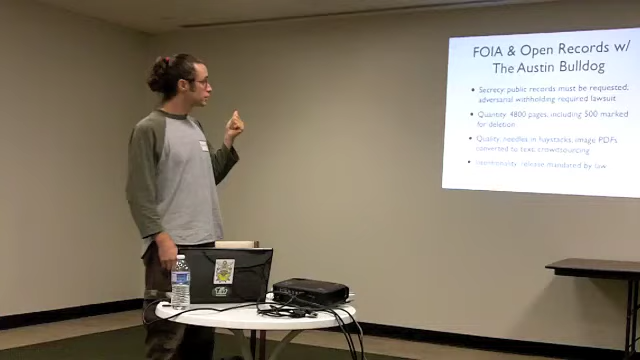 FOIA & Open Records w/
The Austin Bulldog
• Secrecy: public records must be requested,
adversarial withholding required lawsuit
• Quantity: 4800 pages, including 500 marked
for deletion
• Quality: needles in haystacks, image PDFs
converted to text, crowdsourcing
• Intentionality: release mandated by law